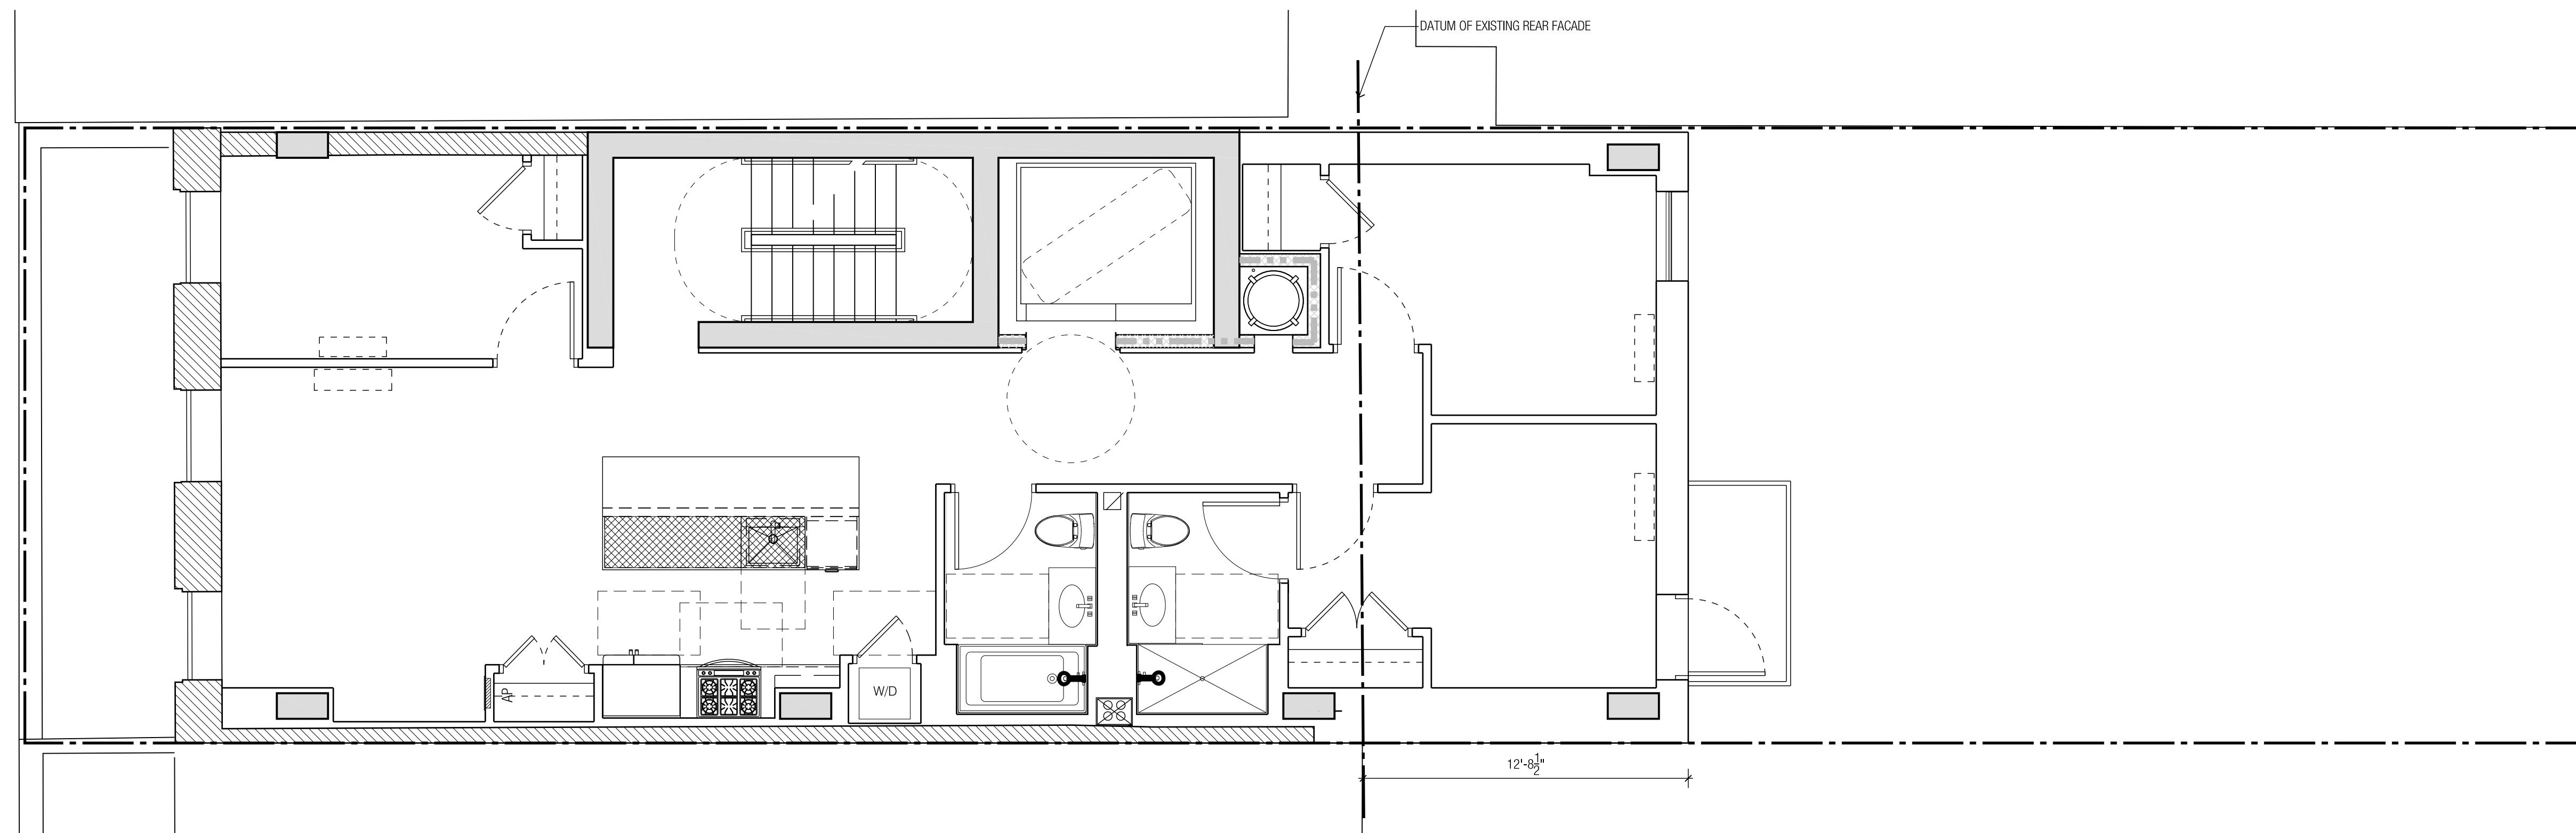 DATUM OF EXISTING REAR FACADE
AP
W/D
12'-8 1/2"